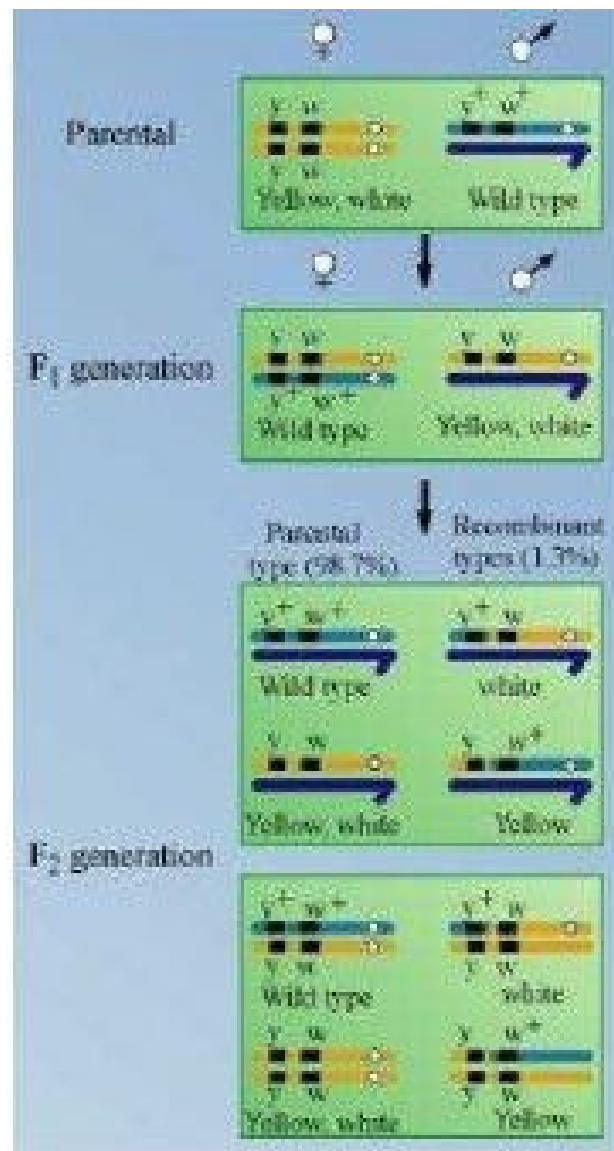 ♀ ♂
Parental
y w y⁺ w⁺
y w
Yellow, white Wild type
♀ ♂
F₁ generation
y w y w
y⁺ w⁺
Wild type Yellow, white
Parental Recombinant
type (98.7%) types (1.3%)
y⁺ w⁺ y⁺ w
Wild type white
y w y w⁺
Yellow, white Yellow
F₂ generation
y⁺ w⁺ y⁺ w
y w y w
Wild type white
y w y w⁺
y w y w
Yellow, white Yellow